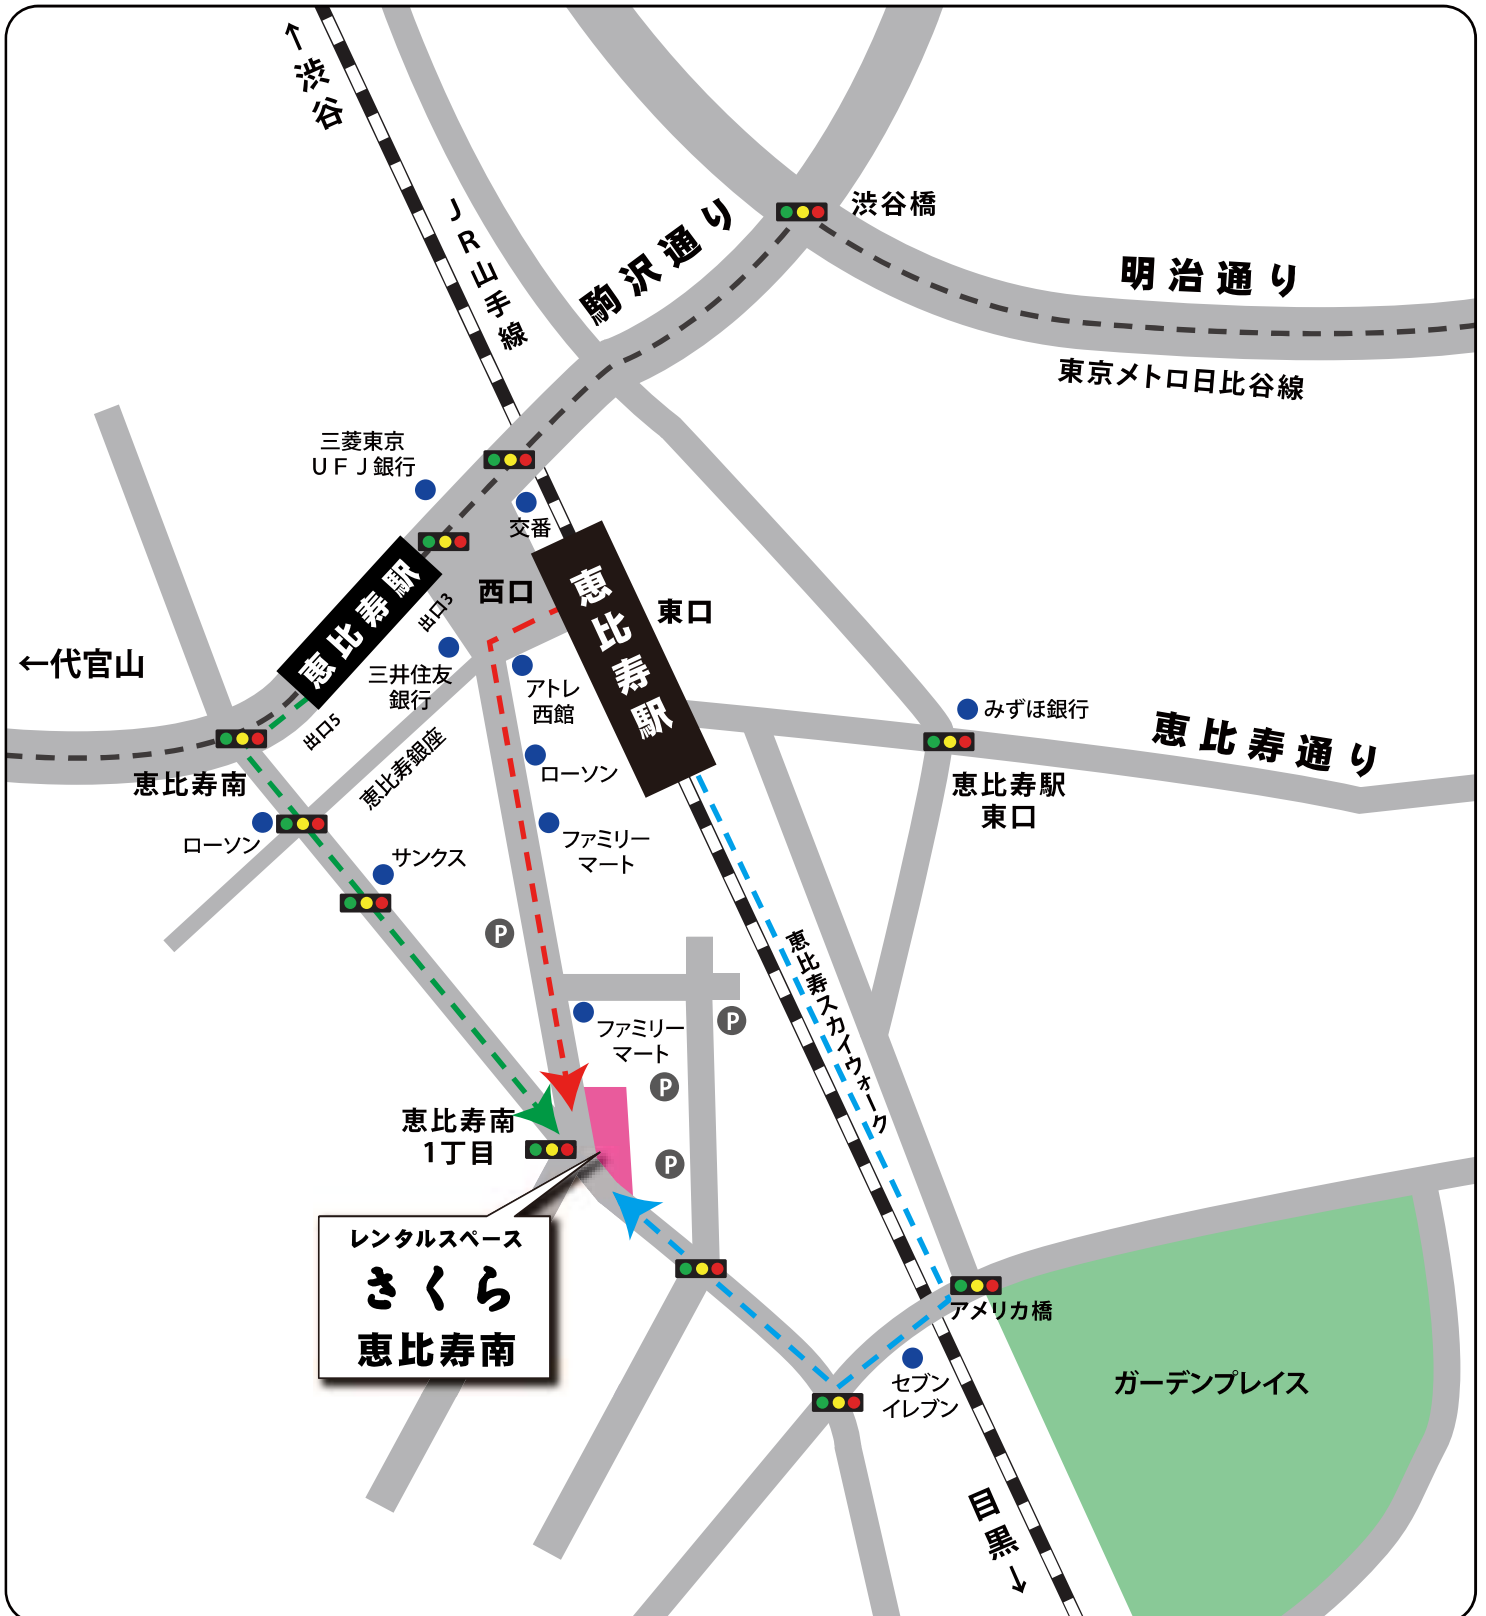 ↑渋谷
JR山手線
駒沢通り
渋谷橋
明治通り
東京メトロ日比谷線
三菱東京
UFJ銀行
交番
恵比寿駅
出口3
西口
恵比寿駅
東口
←代官山
三井住友
銀行
出口5
アトレ
西館
みずほ銀行
恵比寿通り
恵比寿銀座
ローソン
恵比寿南
恵比寿駅
東口
ローソン
ファミリー
マート
サンクス
P
恵比寿スカイウォーク
ファミリー
マート
P
P
恵比寿南
1丁目
P
レンタルスペース
さくら
恵比寿南
アメリカ橋
セブン
イレブン
ガーデンプレイス
目黒↓